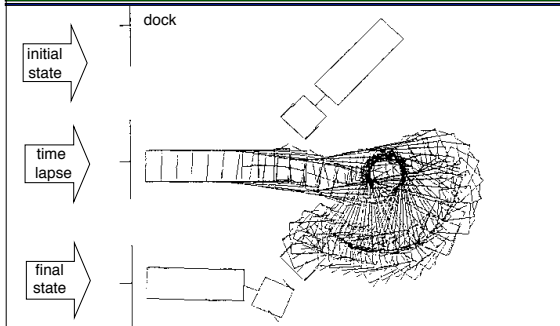 dock
initial
state
time
lapse
final
state